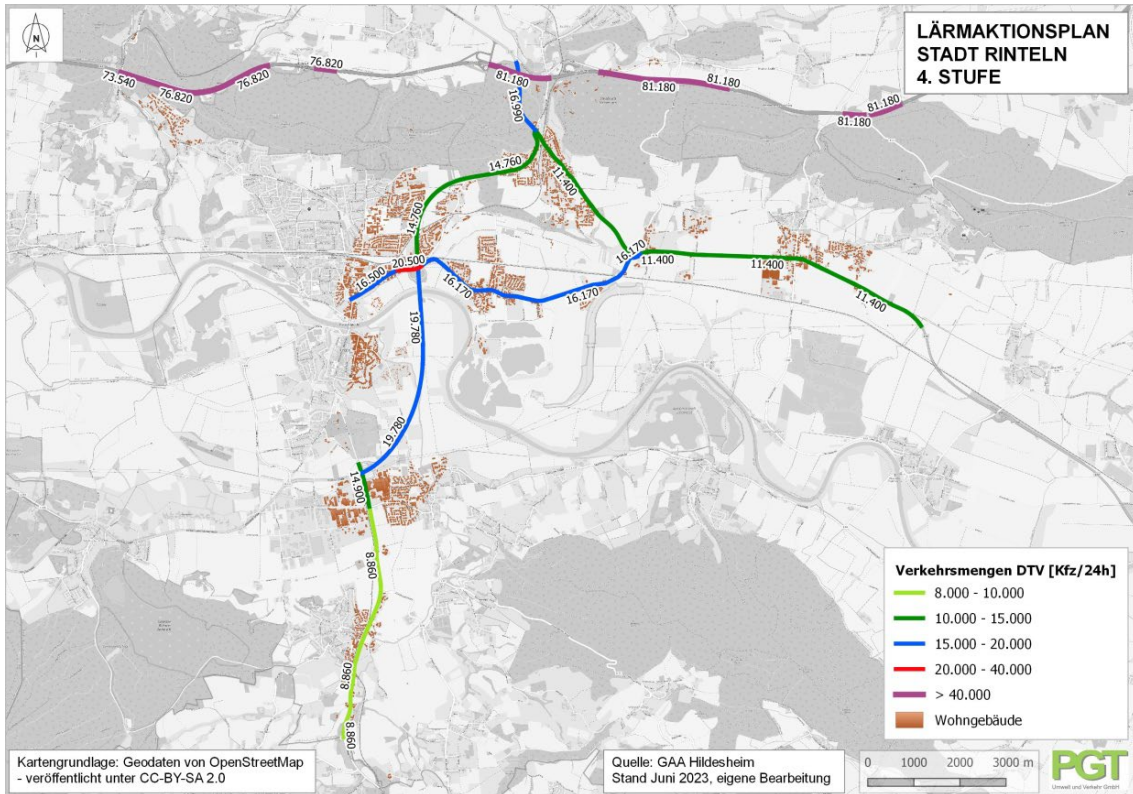 N
LÄRMAKTIONSPLAN
STADT RINTELN
4. STUFE
73.540
76.820
76.820
76.820
81.180
16.990
81.180
81.180
81.180
81.180
14.760
11.400
14.760
16.500
20.500
16.170
16.170
16.170
11.400
11.400
11.400
19.780
19.780
14.900
8.860
8.860
8.860
Verkehrsmengen DTV [Kfz/24h]
8.000 - 10.000
10.000 - 15.000
15.000 - 20.000
20.000 - 40.000
> 40.000
Wohngebäude
Kartengrundlage: Geodaten von OpenStreetMap
- veröffentlicht unter CC-BY-SA 2.0
Quelle: GAA Hildesheim
Stand Juni 2023, eigene Bearbeitung
0 1000 2000 3000 m
PGT
Umwelt und Verkehr GmbH